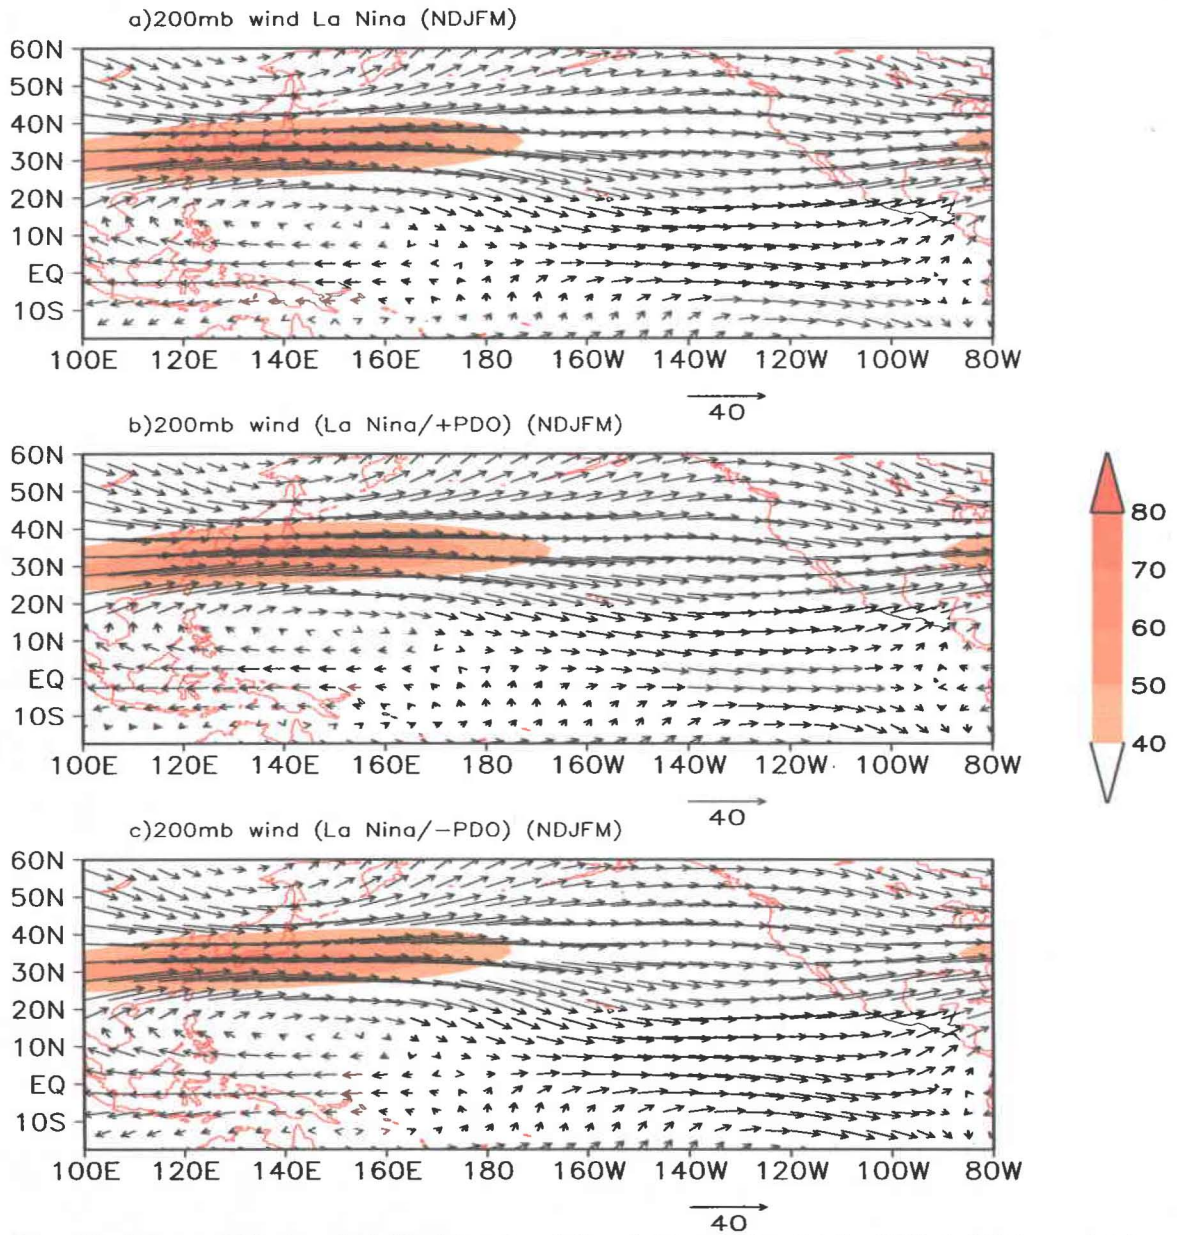 a)200mb wind La Nina (NDJFM)
60N
50N
40N
30N
20N
10N
EQ
10S
100E 120E 140E 160E 180 160W 140W 120W 100W 80W
40
b)200mb wind (La Nina/+PDO) (NDJFM)
60N
50N
40N
30N
20N
10N
EQ
10S
100E 120E 140E 160E 180 160W 140W 120W 100W 80W
40
80
70
60
50
40
c)200mb wind (La Nina/−PDO) (NDJFM)
60N
50N
40N
30N
20N
10N
EQ
10S
100E 120E 140E 160E 180 160W 140W 120W 100W 80W
40